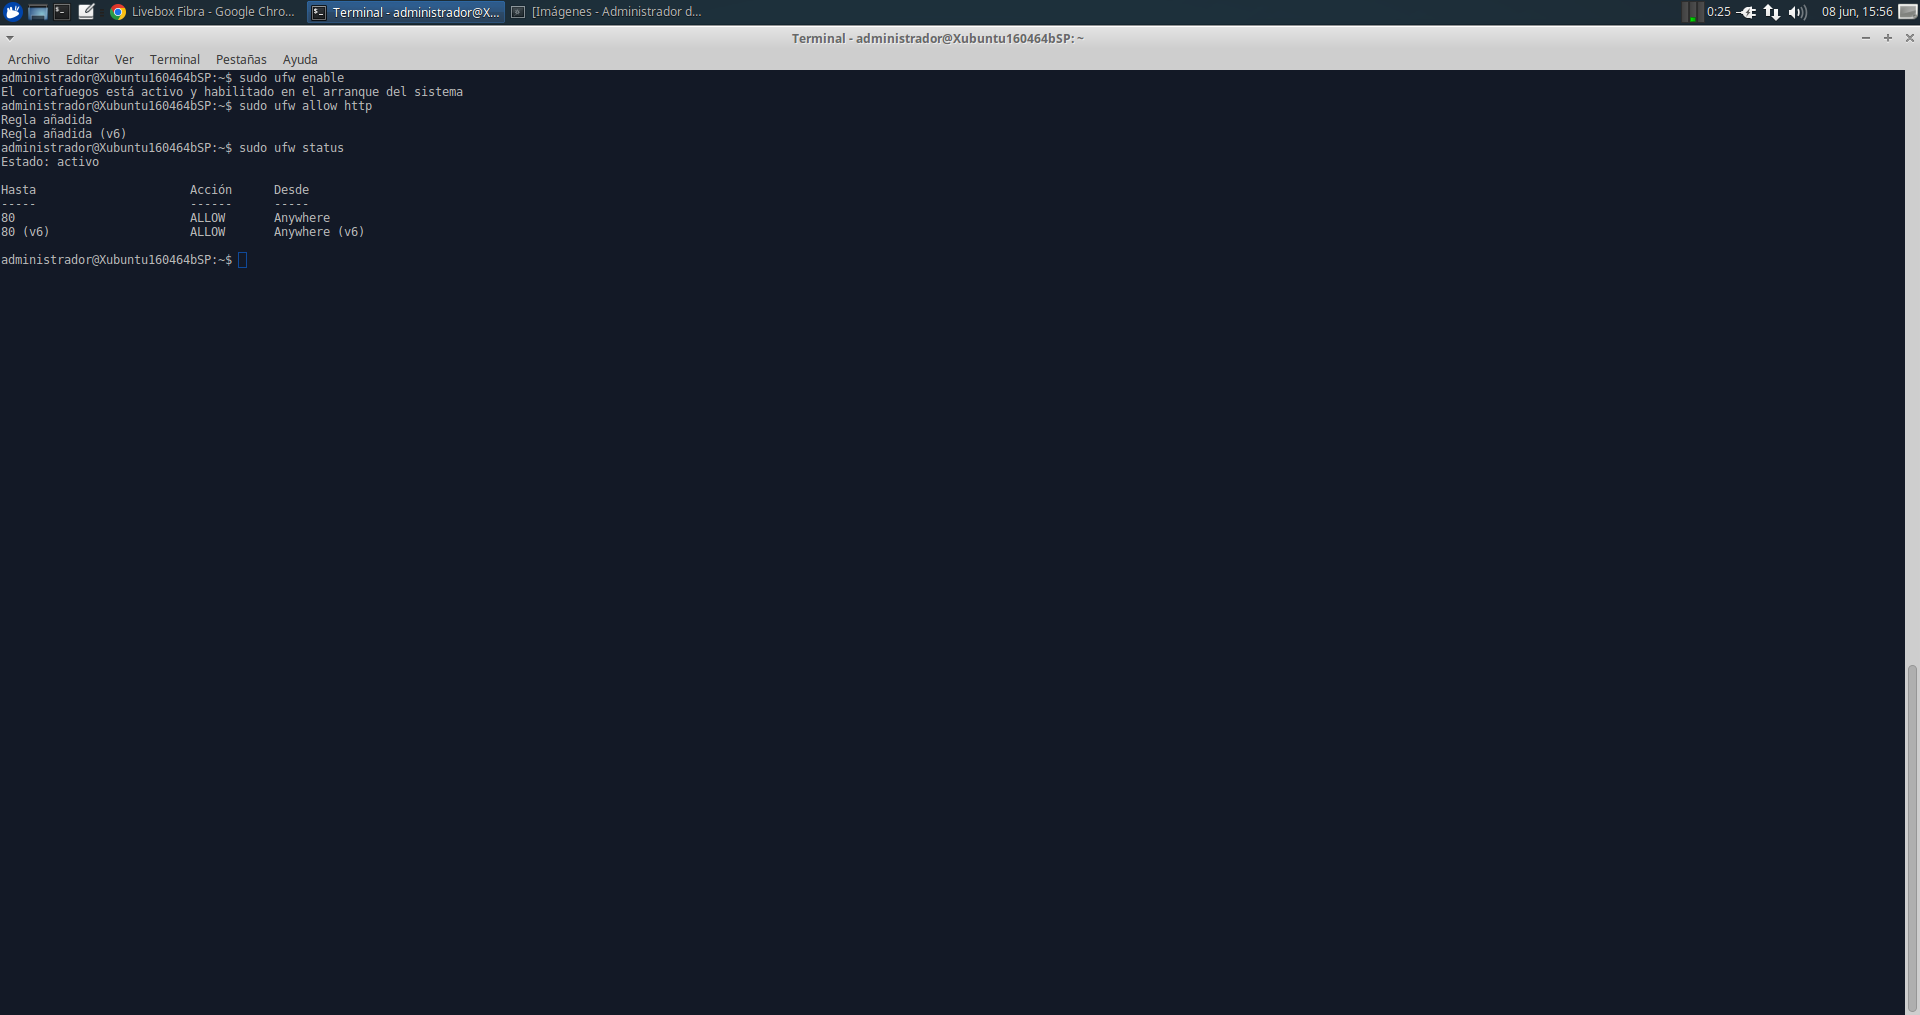 Livebox Fibra - Google Chro... Terminal - administrador@X... [Imágenes - Administrador d... 0:25 08 jun, 15:56
Terminal - administrador@Xubuntu160464bSP: ~
Archivo Editar Ver Terminal Pestañas Ayuda
administrador@Xubuntu160464bSP:~$ sudo ufw enable
El cortafuegos está activo y habilitado en el arranque del sistema
administrador@Xubuntu160464bSP:~$ sudo ufw allow http
Regla añadida
Regla añadida (v6)
administrador@Xubuntu160464bSP:~$ sudo ufw status
Estado: activo
Hasta Acción Desde
----- ------ -----
80 ALLOW Anywhere
80 (v6) ALLOW Anywhere (v6)
administrador@Xubuntu160464bSP:~$